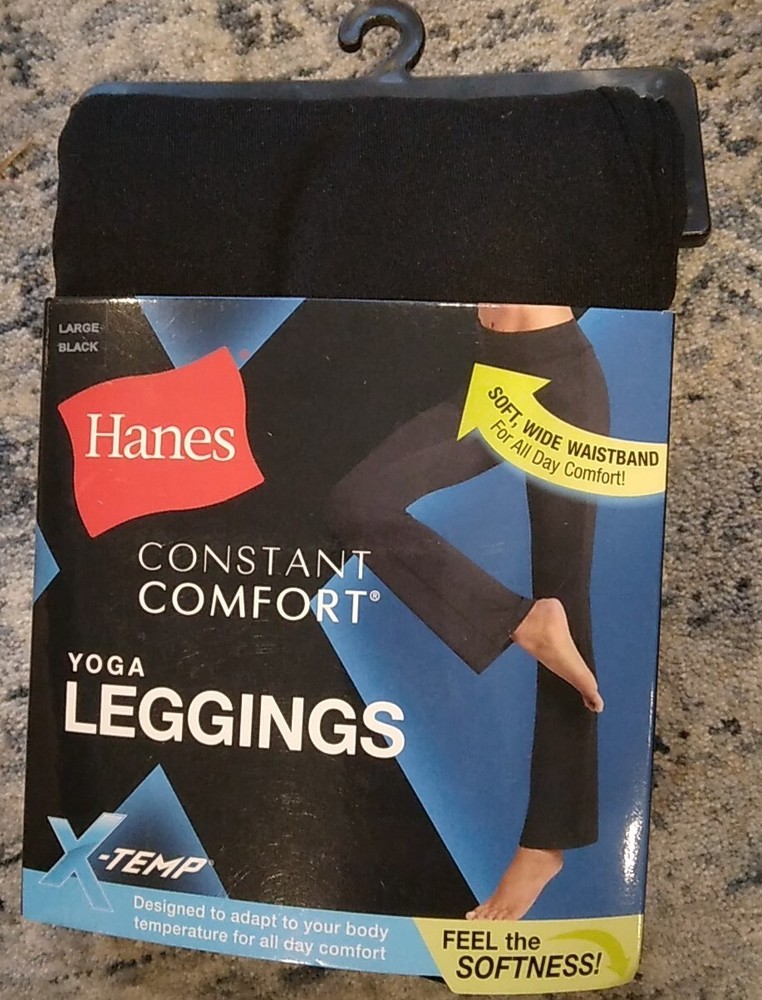 LARGE
BLACK
Hanes
SOFT, WIDE WAISTBAND
For All Day Comfort!
CONSTANT
COMFORT®
YOGA
LEGGINGS
X-TEMP®
Designed to adapt to your body
temperature for all day comfort
FEEL the
SOFTNESS!